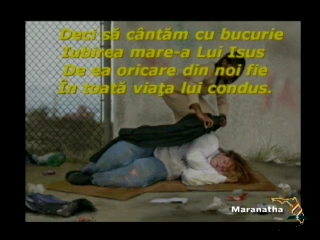 Deci să cântăm cu bucurie
Iubirea mare-a Lui Isus
De ea oricare din noi fie
În toată viaţa lui condus.
Maranatha